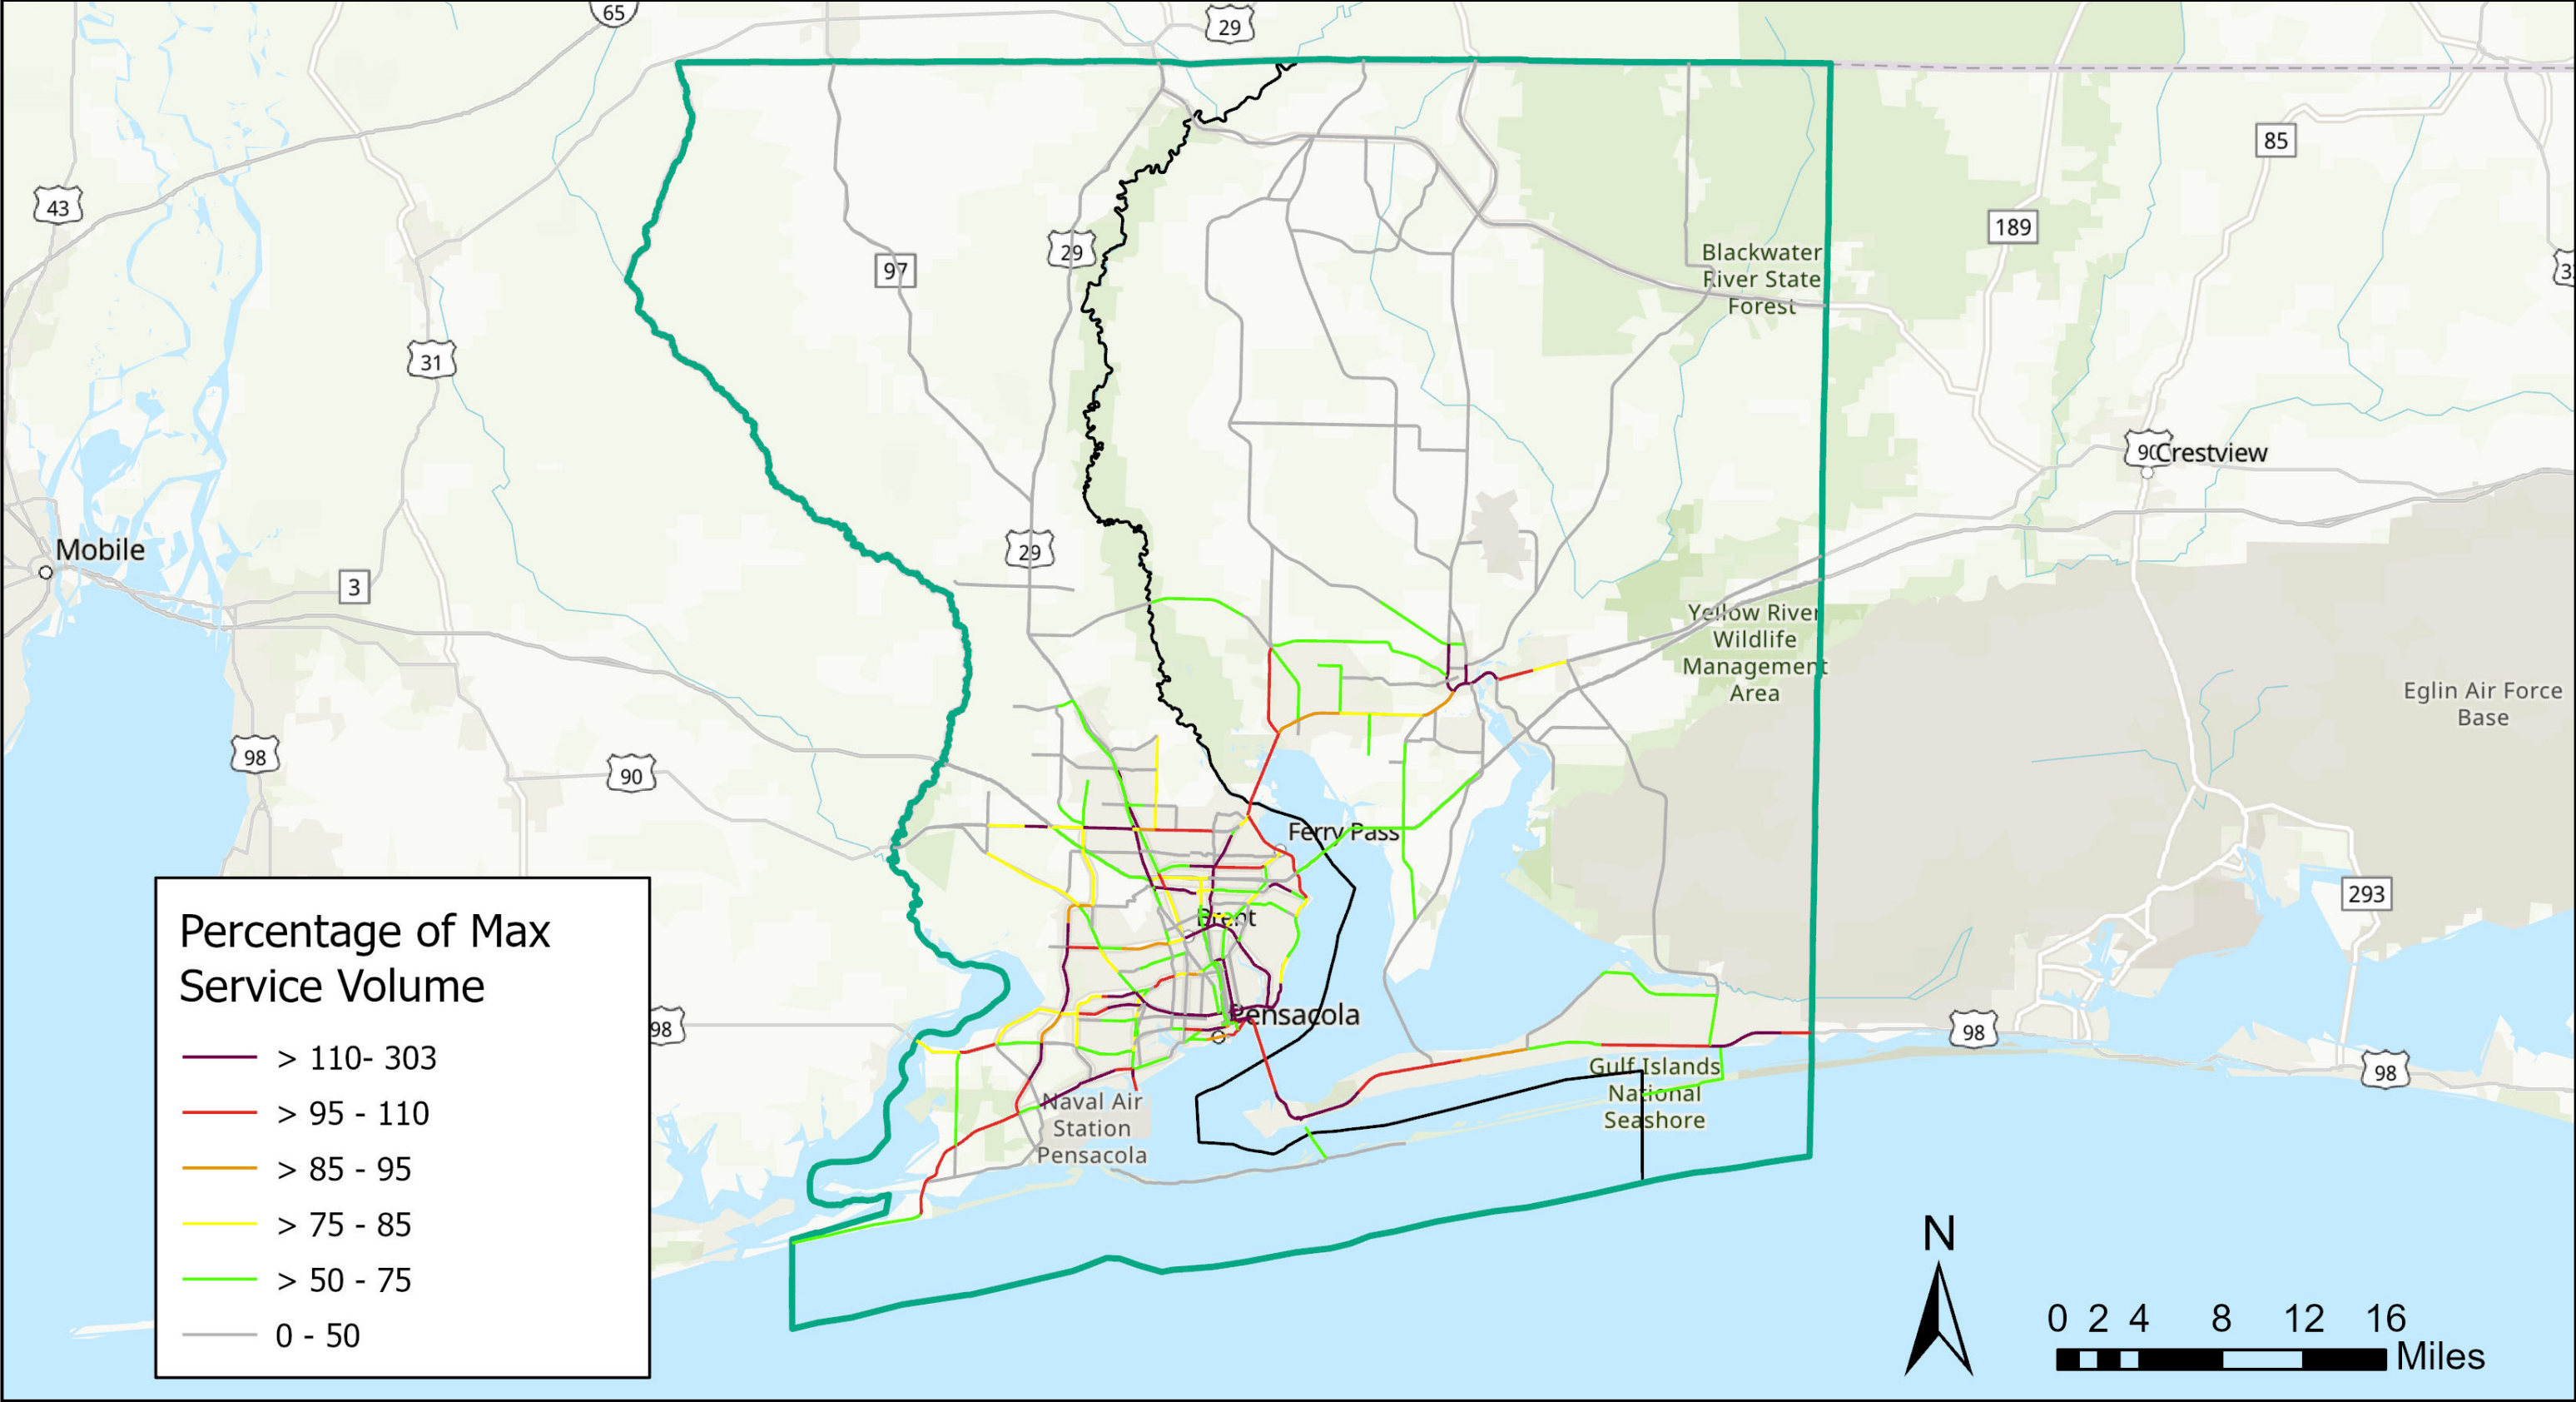 65
29
85
43
189
Blackwater
River State
Forest
29
97
31
90
Crestview
Mobile
29
3
Yellow River
Wildlife
Management
Area
Eglin Air Force
Base
98
90
Ferry Pass
293
Brent
Pensacola
98
98
98
Gulf Islands
National
Seashore
Naval Air
Station
Pensacola
Percentage of Max
Service Volume
> 110- 303
> 95 - 110
> 85 - 95
> 75 - 85
> 50 - 75
0 - 50
N
0 2 4 8 12 16
Miles